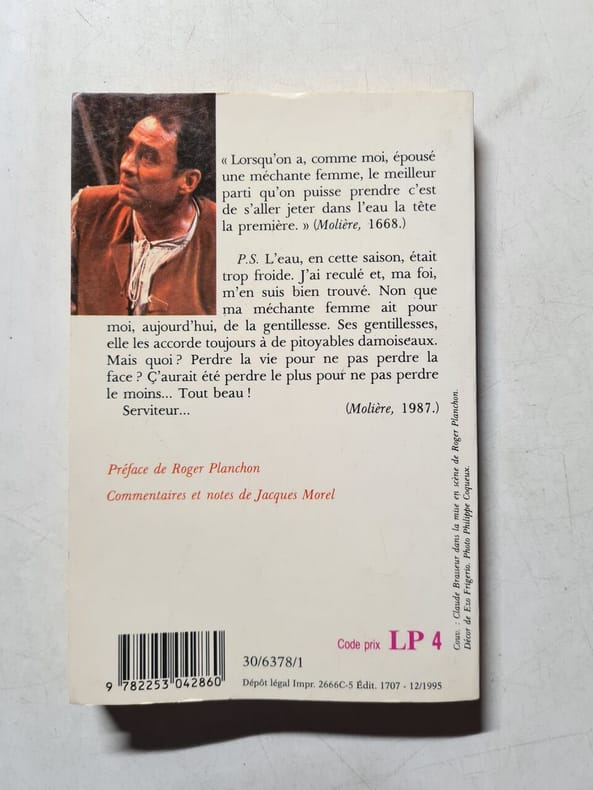 « Lorsqu'on a, comme moi, épousé
une méchante femme, le meilleur
parti qu'on puisse prendre c'est
de s'aller jeter dans l'eau la tête
la première. » (Molière, 1668.)
P.S. L'eau, en cette saison, était
trop froide. J'ai reculé et, ma foi,
m'en suis bien trouvé. Non que
ma méchante femme ait pour
moi, aujourd'hui, de la gentillesse. Ses gentillesses,
elle les accorde toujours à de pitoyables damoiseaux.
Mais quoi ? Perdre la vie pour ne pas perdre la
face ? Ç'aurait été perdre le plus pour ne pas perdre
le moins... Tout beau !
Serviteur... (Molière, 1987.)
Préface de Roger Planchon
Commentaires et notes de Jacques Morel
Couv. : Claude Brasseur dans la mise en scène de Roger Planchon.
Décor de Ezo Frigerio. Photo Philippe Coqueux.
Code prix LP 4
30/6378/1
9 782253 042860
Dépôt légal Impr. 2666C-5 Édit. 1707 - 12/1995